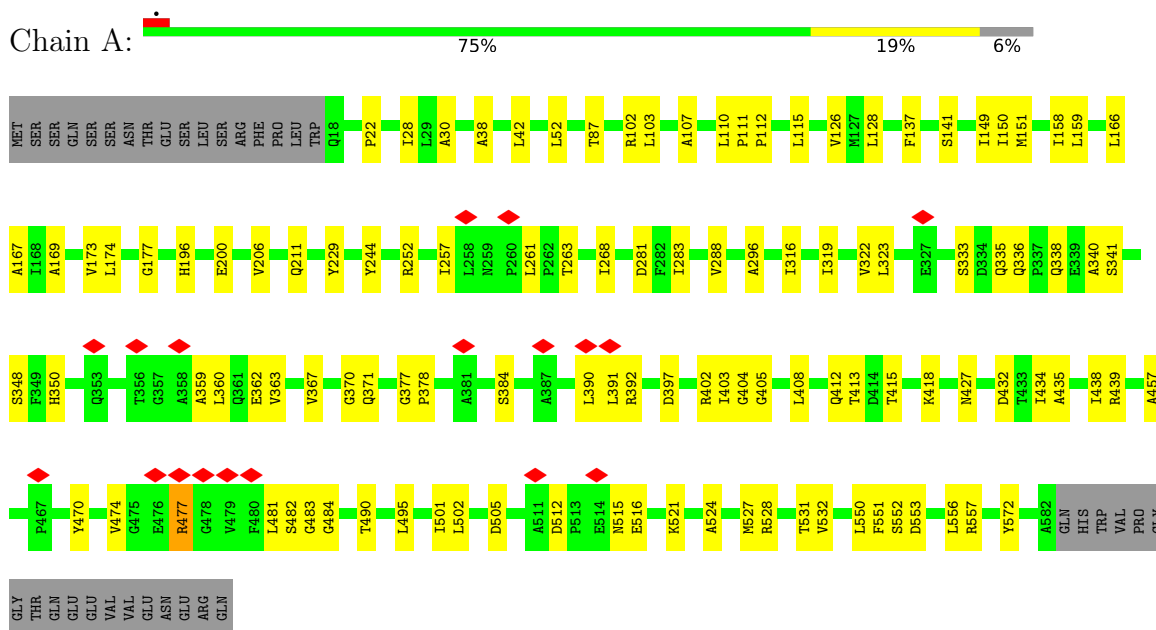 Chain A:
75% 19% 6%
MET SER SER GLN SER SER ASN THR GLU SER LEU SER ARG PHE PRO LEU TRP Q18 P22 I28 L29 A30 A38 L42 L52 T87 R102 L103 A107 L110 P111 P112 L115 V126 M127 L128 F137 S141 I149 I150 M151 I158 L159 L166
A167 I168 A169 V173 L174 G177 H196 E200 V206 Q211 Y229 Y244 R252 I257 L258 N259 P260 L261 P262 T263 I268 D281 F282 I283 V288 A296 I316 I319 V322 L323 E327 S333 D334 Q335 Q336 P337 Q338 E339 A340 S341
S348 F349 H350 Q353 T356 G357 A358 A359 L360 Q361 E362 V363 V367 G370 Q371 G377 P378 A381 S384 A387 L390 L391 R392 D397 R402 I403 G404 G405 L408 Q412 T413 D414 T415 K418 N427 D432 T433 I434 A435 I438 R439 A457
P467 Y470 V474 G475 E476 R477 G478 V479 F480 L481 S482 G483 G484 T490 L495 I501 L502 D505 A511 D512 P513 E514 N515 E516 K521 A524 M527 R528 T531 V532 L550 F551 S552 D553 L556 R557 Y572 A582 GLN HIS TRP VAL PRO GLY
GLY THR GLN GLU GLU VAL VAL GLU ASN GLU ARG GLN